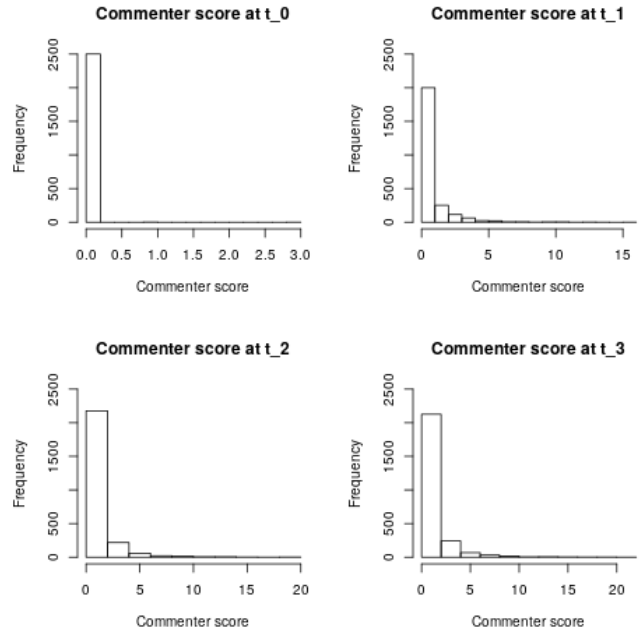 Commenter score at t_0
Frequency
2500
1500
500
0
0.0 0.5 1.0 1.5 2.0 2.5 3.0
Commenter score
Commenter score at t_1
Frequency
2500
1500
500
0
0 5 10 15
Commenter score
Commenter score at t_2
Frequency
2500
1500
500
0
0 5 10 15 20
Commenter score
Commenter score at t_3
Frequency
2500
1500
500
0
0 5 10 15 20
Commenter score